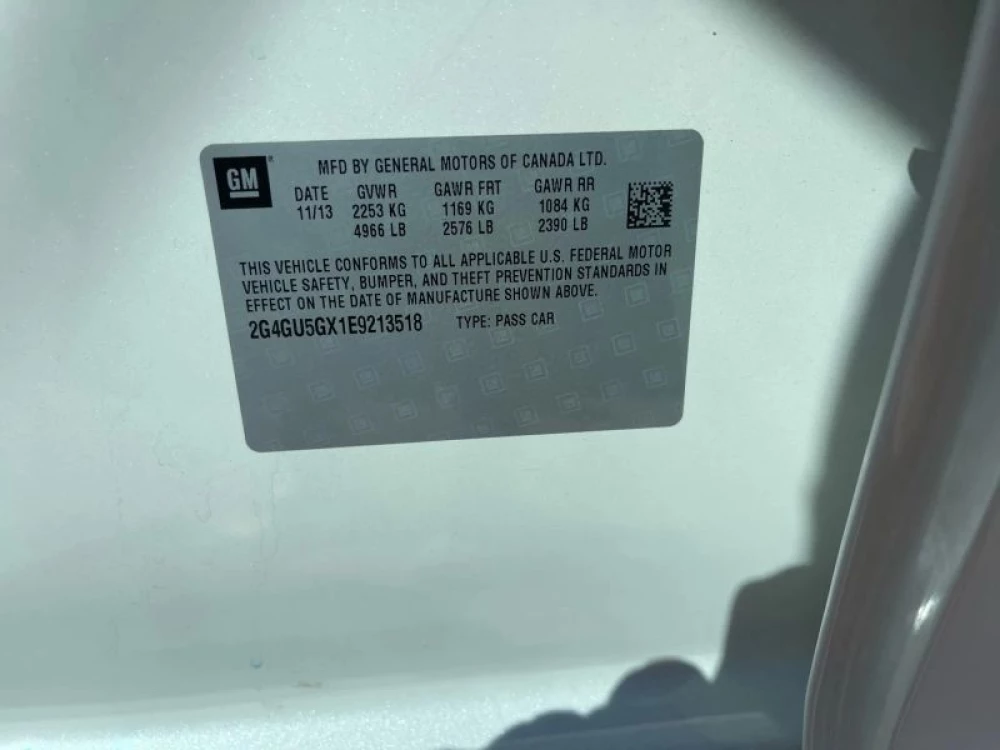 GM
MFD BY GENERAL MOTORS OF CANADA LTD.
DATE GVWR GAWR FRT GAWR RR
11/13 2253 KG 1169 KG 1084 KG
4966 LB 2576 LB 2390 LB
THIS VEHICLE CONFORMS TO ALL APPLICABLE U.S. FEDERAL MOTOR
VEHICLE SAFETY, BUMPER, AND THEFT PREVENTION STANDARDS IN
EFFECT ON THE DATE OF MANUFACTURE SHOWN ABOVE.
2G4GU5GX1E9213518 TYPE: PASS CAR